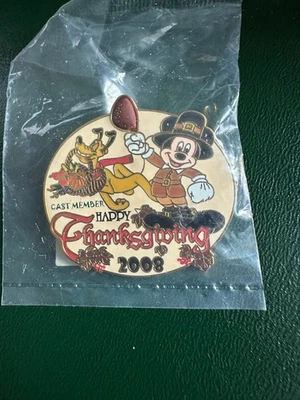 CAST MEMBER
HAPPY
Thanksgiving
2008